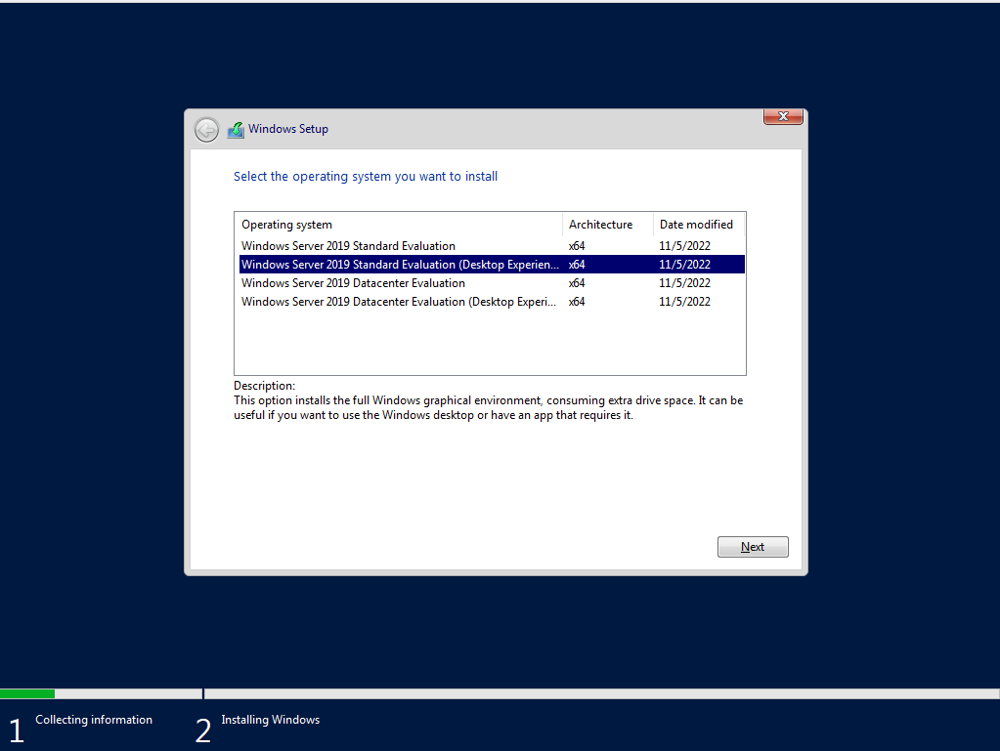 Windows Setup
Select the operating system you want to install
Operating system Architecture Date modified
Windows Server 2019 Standard Evaluation x64 11/5/2022
Windows Server 2019 Standard Evaluation (Desktop Experien... x64 11/5/2022
Windows Server 2019 Datacenter Evaluation x64 11/5/2022
Windows Server 2019 Datacenter Evaluation (Desktop Experi... x64 11/5/2022
Description:
This option installs the full Windows graphical environment, consuming extra drive space. It can be
useful if you want to use the Windows desktop or have an app that requires it.
Next
1 Collecting information 2 Installing Windows